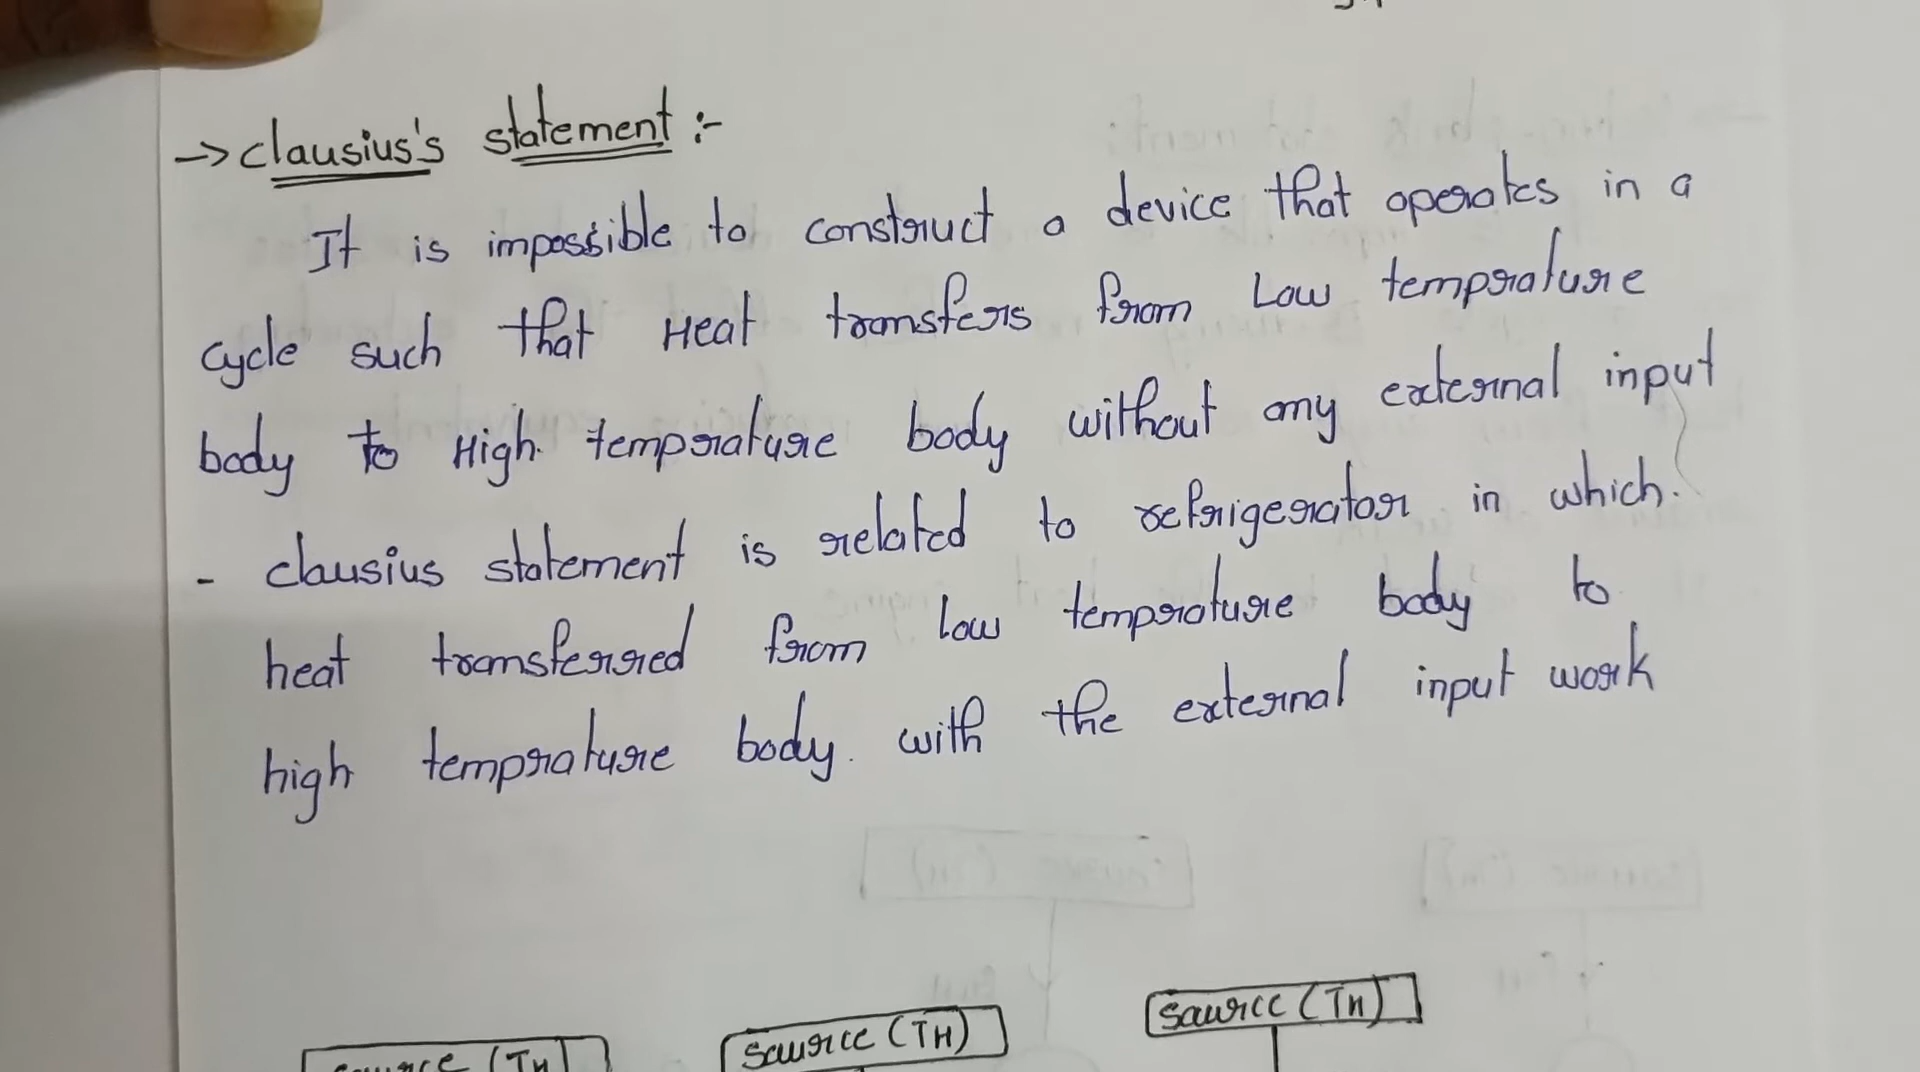 → clausius's statement :-
It is impossible to construct a device that operates in a
cycle such that Heat transfers from Low temprature
body to High temprature body without any external input
- clausius statement is related to refrigerator in which.
heat transferred from low temprature body to
high temprature body. with the external input work
Source (TH)
Source (TH)
Source (TH)